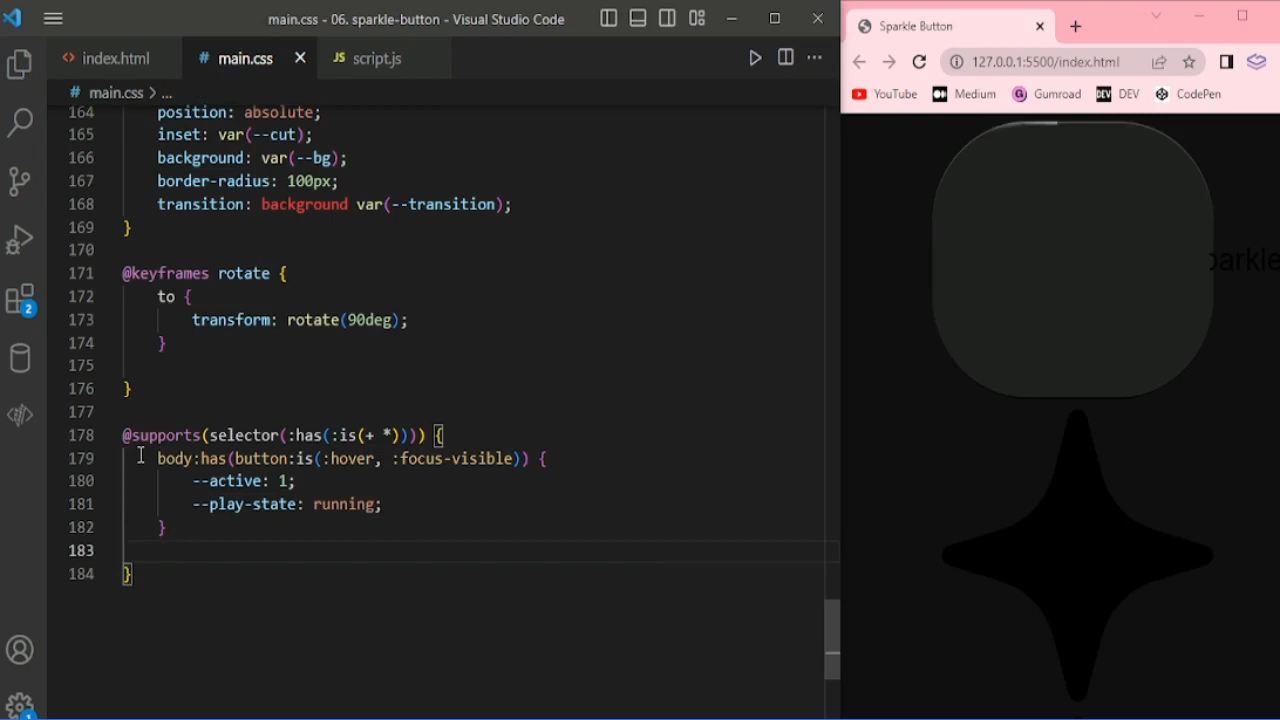 main.css - 06. sparkle-button - Visual Studio Code
index.html
main.css
script.js
main.css > ...
164 position: absolute;
165 inset: var(--cut);
166 background: var(--bg);
167 border-radius: 100px;
168 transition: background var(--transition);
169 }
170
171 @keyframes rotate {
172 to {
173 transform: rotate(90deg);
174 }
175
176 }
177
178 @supports(selector(:has(:is(+ *)))) {
179 body:has(button:is(:hover, :focus-visible)) {
180 --active: 1;
181 --play-state: running;
182 }
183
184 }
2
1
Sparkle Button
127.0.0.1:5500/index.html
YouTube Medium Gumroad DEV DEV CodePen
parkle